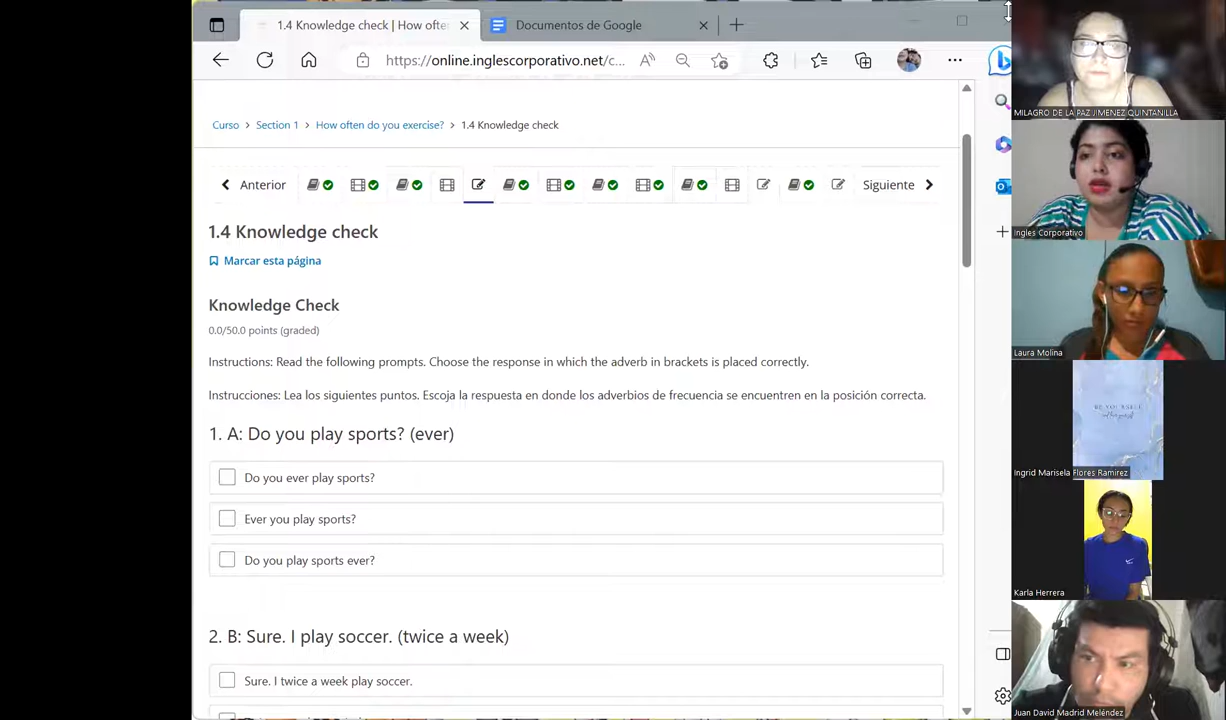 1.4 Knowledge check | How ofte
Documentos de Google
https://online.inglescorporativo.net/c...
Curso > Section 1 > How often do you exercise? > 1.4 Knowledge check
Anterior
Siguiente
1.4 Knowledge check
Marcar esta página
Knowledge Check
0.0/50.0 points (graded)
Instructions: Read the following prompts. Choose the response in which the adverb in brackets is placed correctly.
Instrucciones: Lea los siguientes puntos. Escoja la respuesta en donde los adverbios de frecuencia se encuentren en la posición correcta.
1. A: Do you play sports? (ever)
Do you ever play sports?
Ever you play sports?
Do you play sports ever?
2. B: Sure. I play soccer. (twice a week)
Sure. I twice a week play soccer.
MILAGRO DE LA PAZ JIMENEZ QUINTANILLA
Ingles Corporativo
Laura Molina
BE YOURSELF
Ingrid Marisela Flores Ramirez
Karla Herrera
Juan David Madrid Meléndez